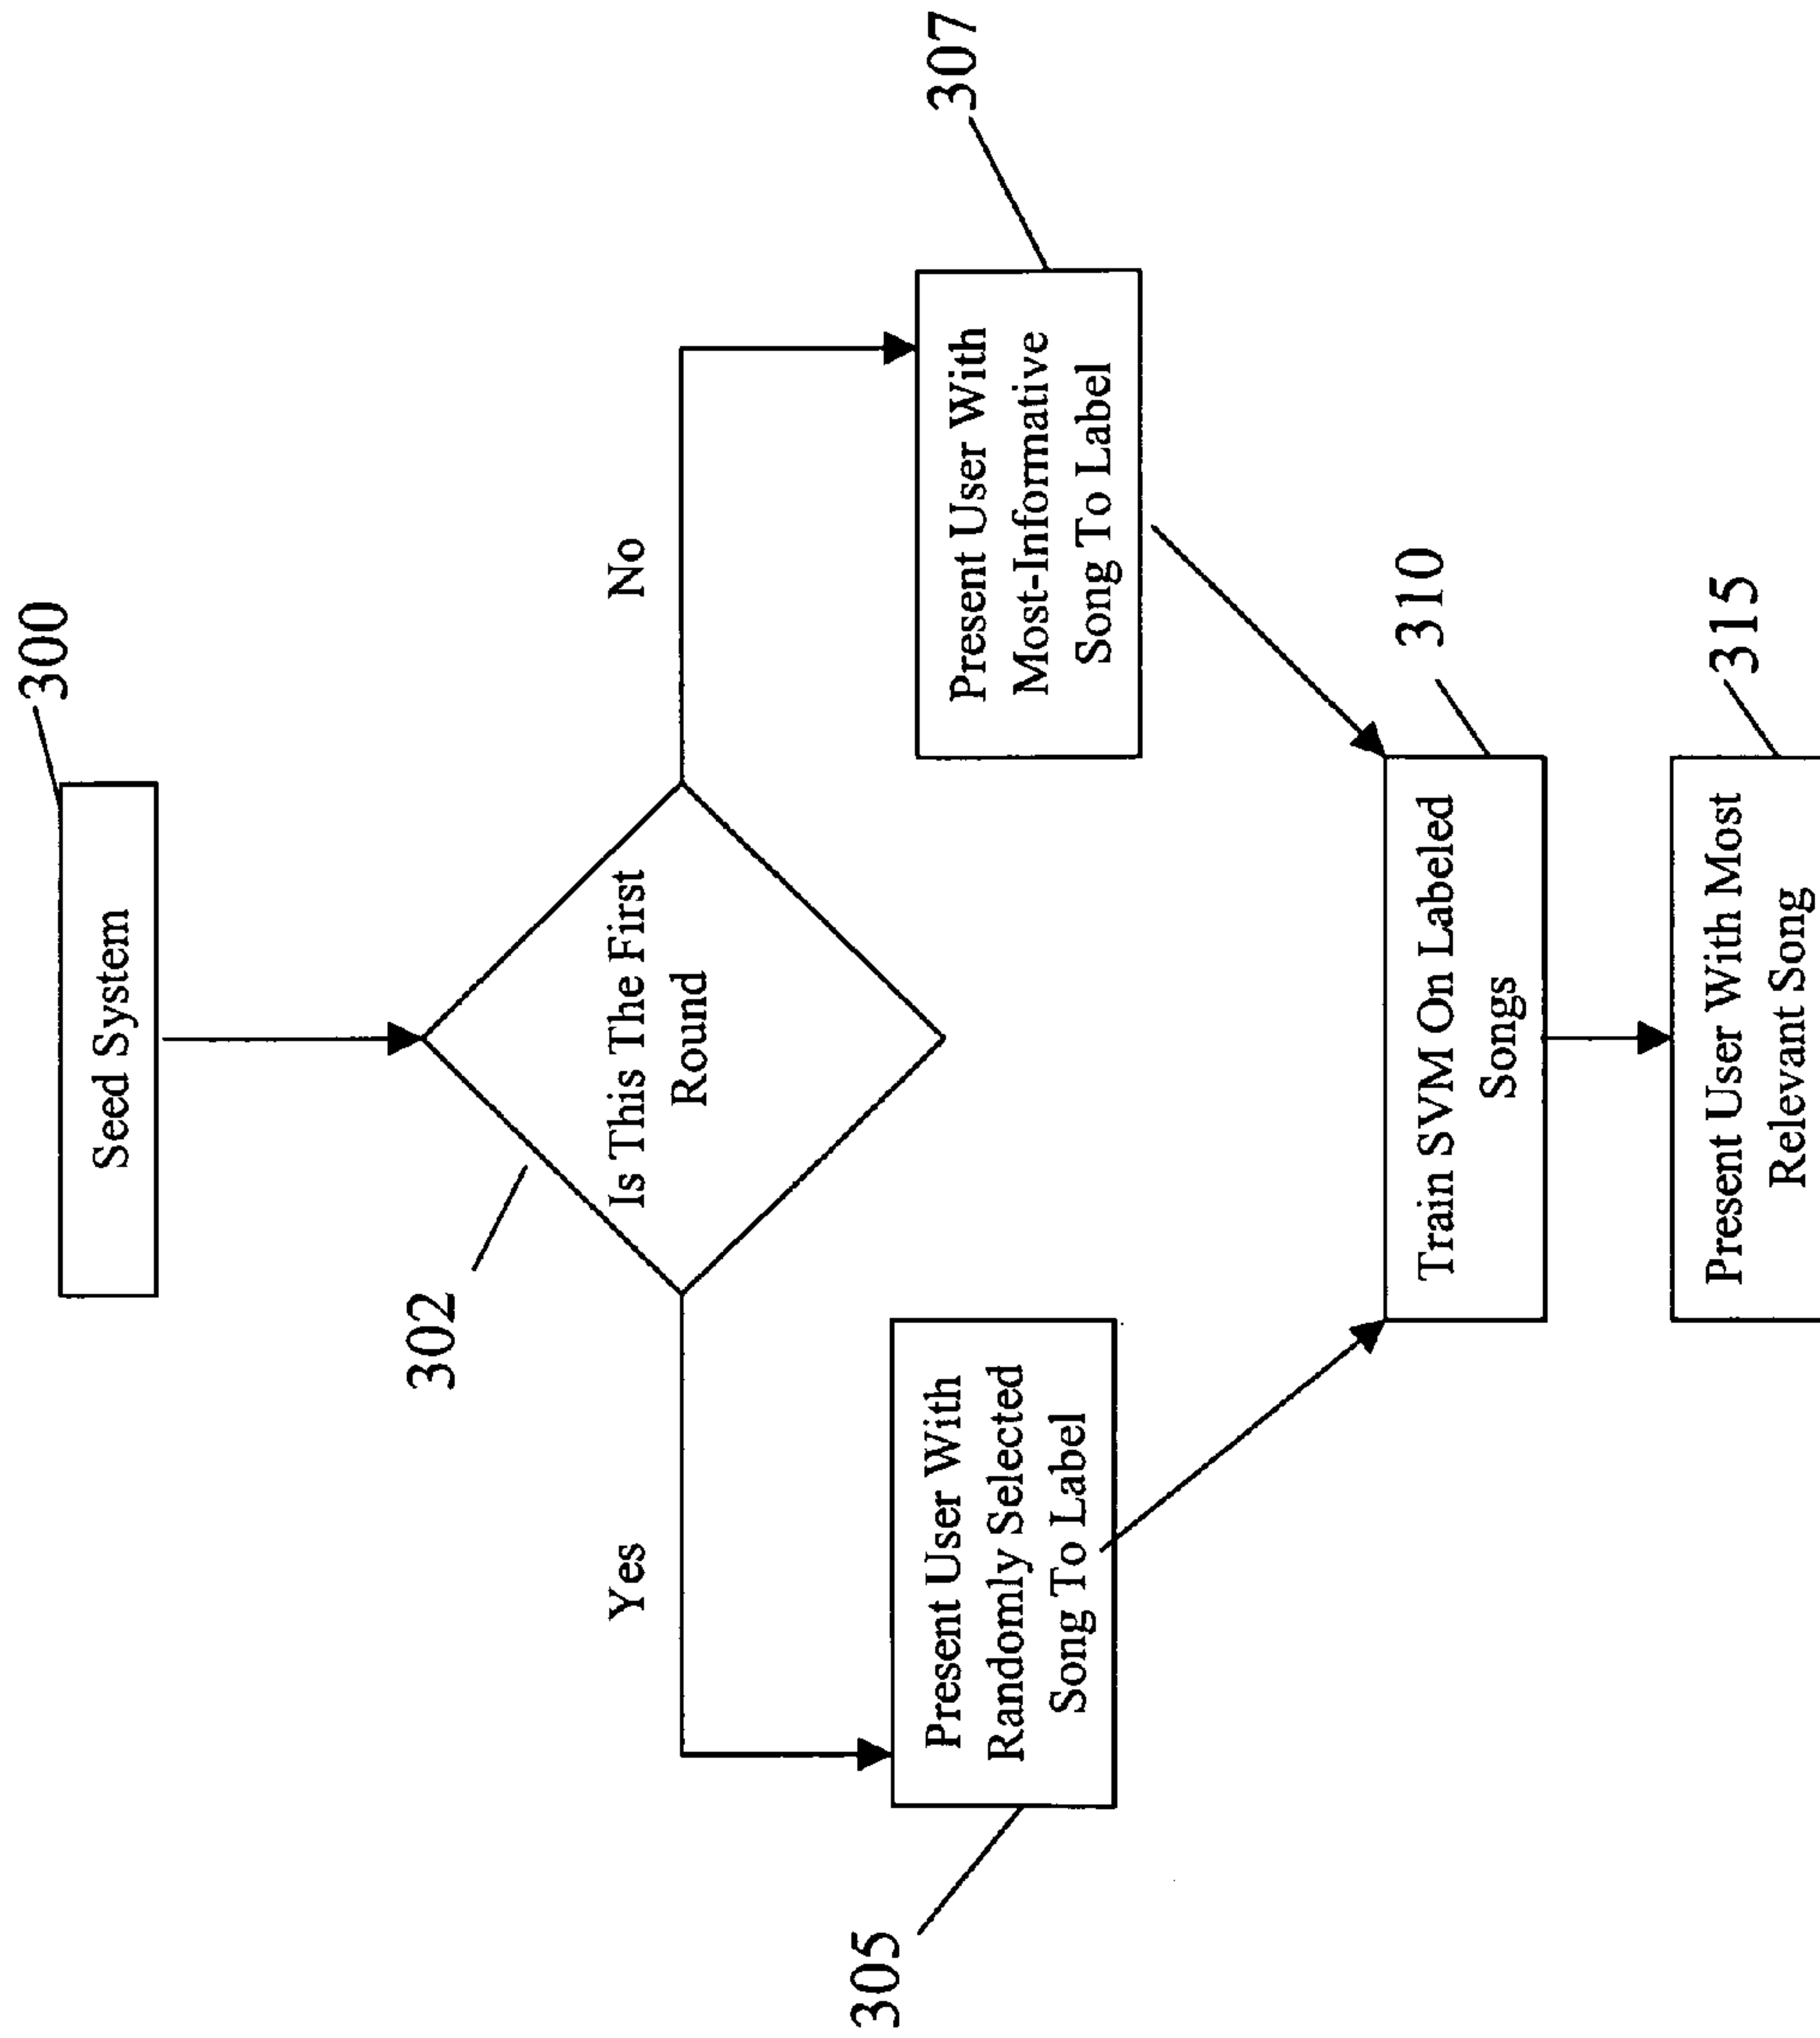 300
Seed System
302
Is This The First
Round
Yes
No
305
Present User With
Randomly Selected
Song To Label
307
Present User With
Most-Informative
Song To Label
310
Train SVM On Labeled
Songs
315
Present User With Most
Relevant Song